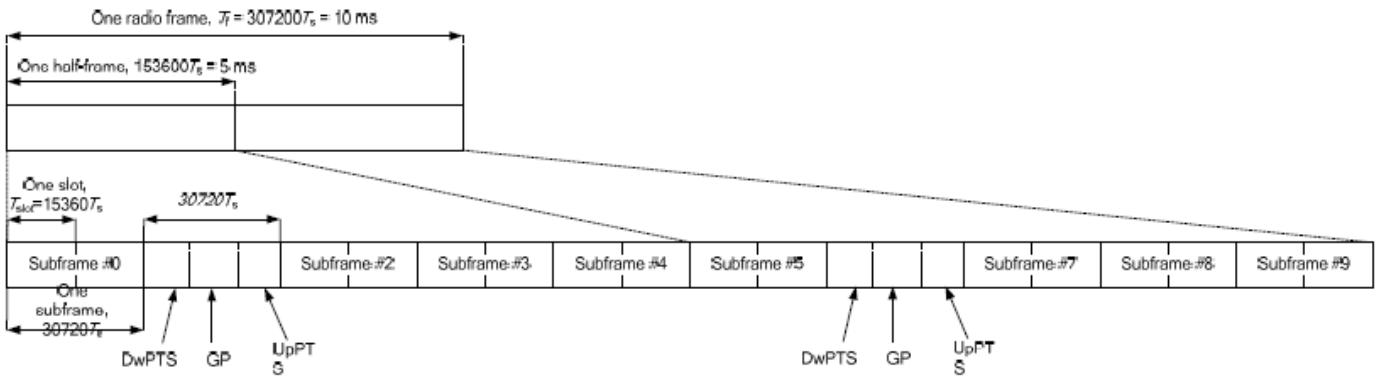 One radio frame, Tf = 307200Ts = 10 ms
One half-frame, 153600Ts = 5 ms
One slot,
Tslot=15360Ts
30720Ts
Subframe #0
Subframe #2
Subframe #3
Subframe #4
Subframe #5
Subframe #7
Subframe #8
Subframe #9
One
subframe,
30720Ts
DwPTS
GP
UpPT
S
DwPTS
GP
UpPT
S